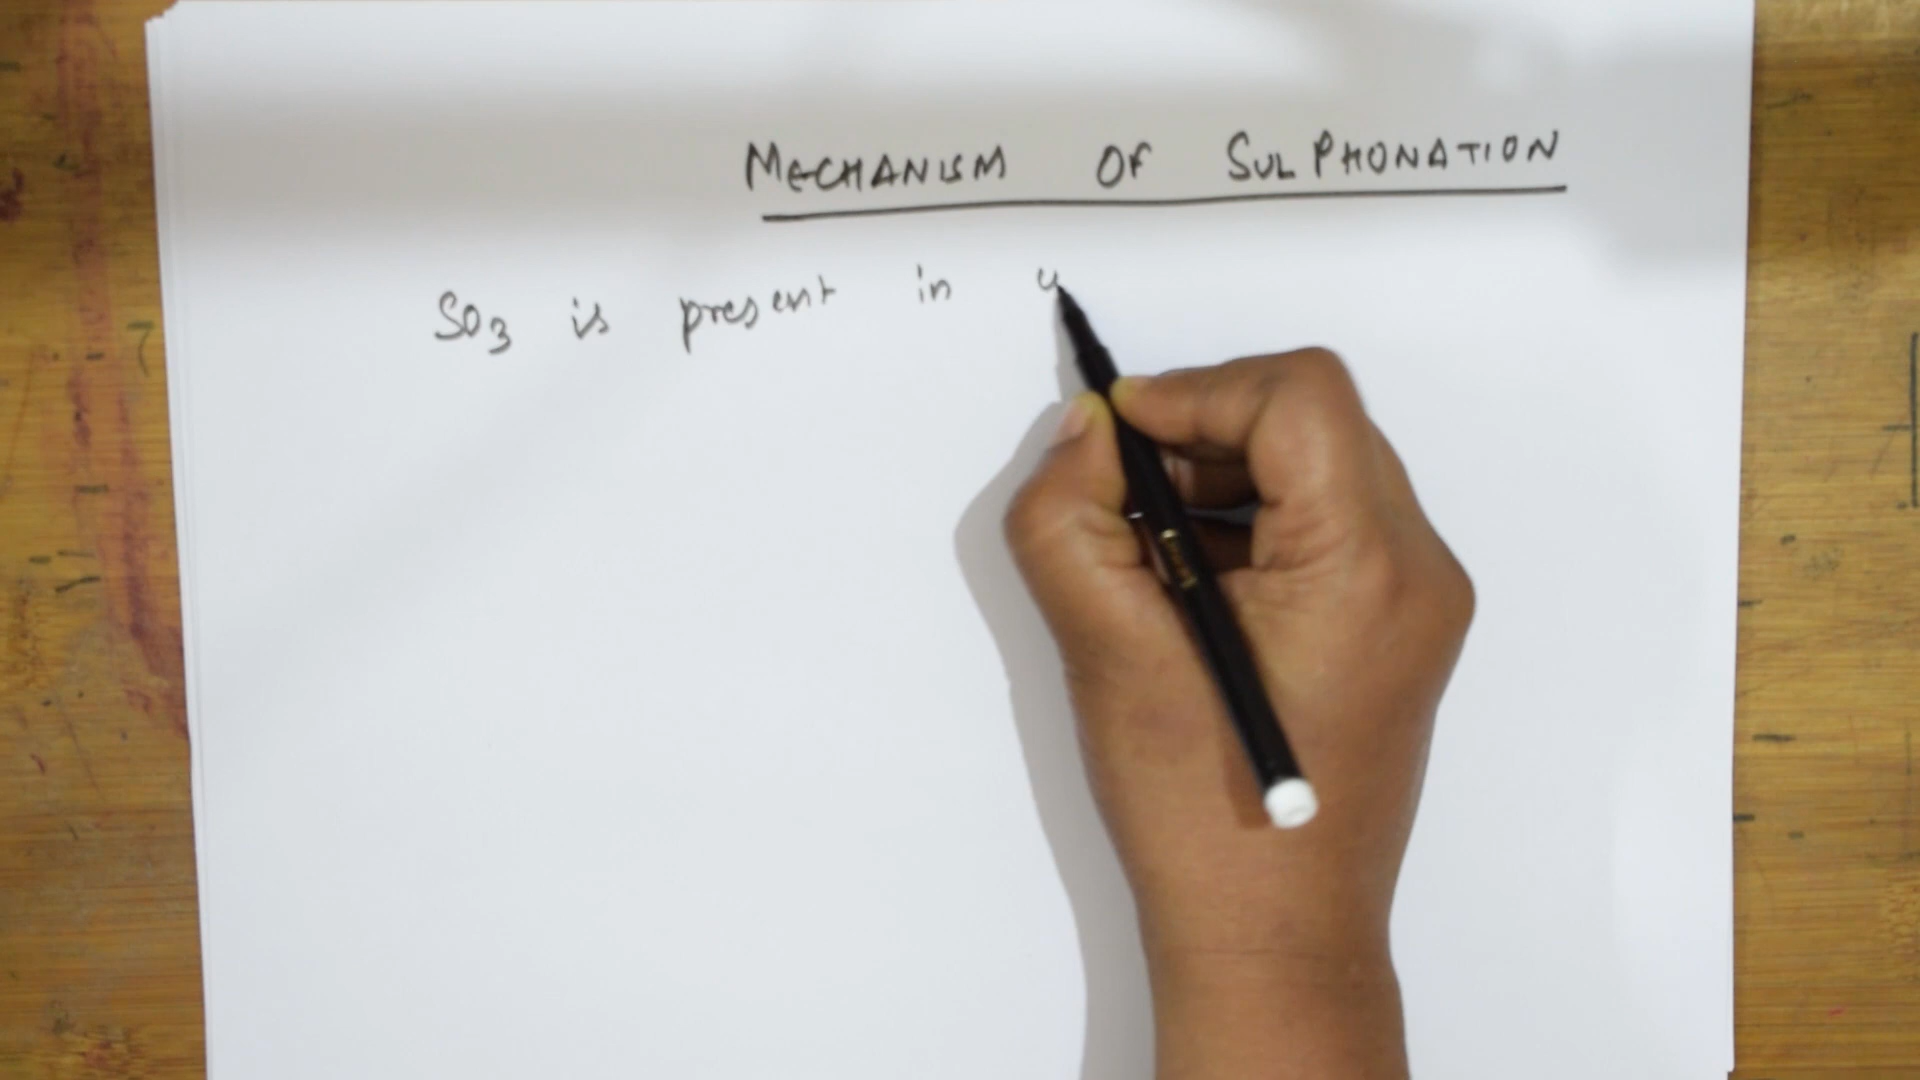 MECHANISM OF SULPHONATION
SO3 is present in